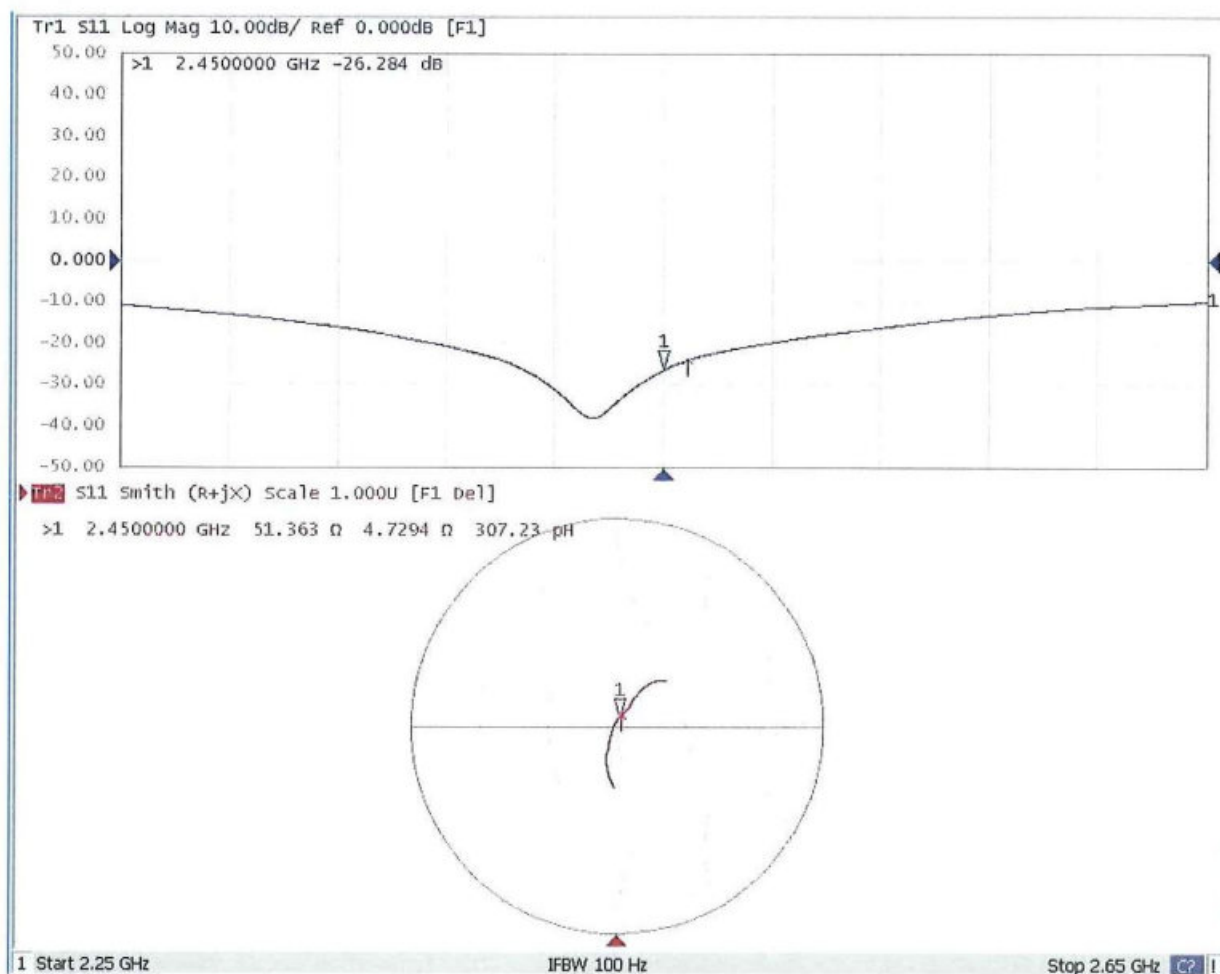 Tr1 S11 Log Mag 10.00dB/ Ref 0.000dB [F1]
50.00
>1 2.4500000 GHz -26.284 dB
40.00
30.00
20.00
10.00
0.000
-10.00
1
-20.00
1
-30.00
-40.00
-50.00
Tr2 S11 Smith (R+jX) Scale 1.000U [F1 Del]
>1 2.4500000 GHz 51.363 Ω 4.7294 Ω 307.23 pH
1
1 Start 2.25 GHz IFBW 100 Hz Stop 2.65 GHz C?